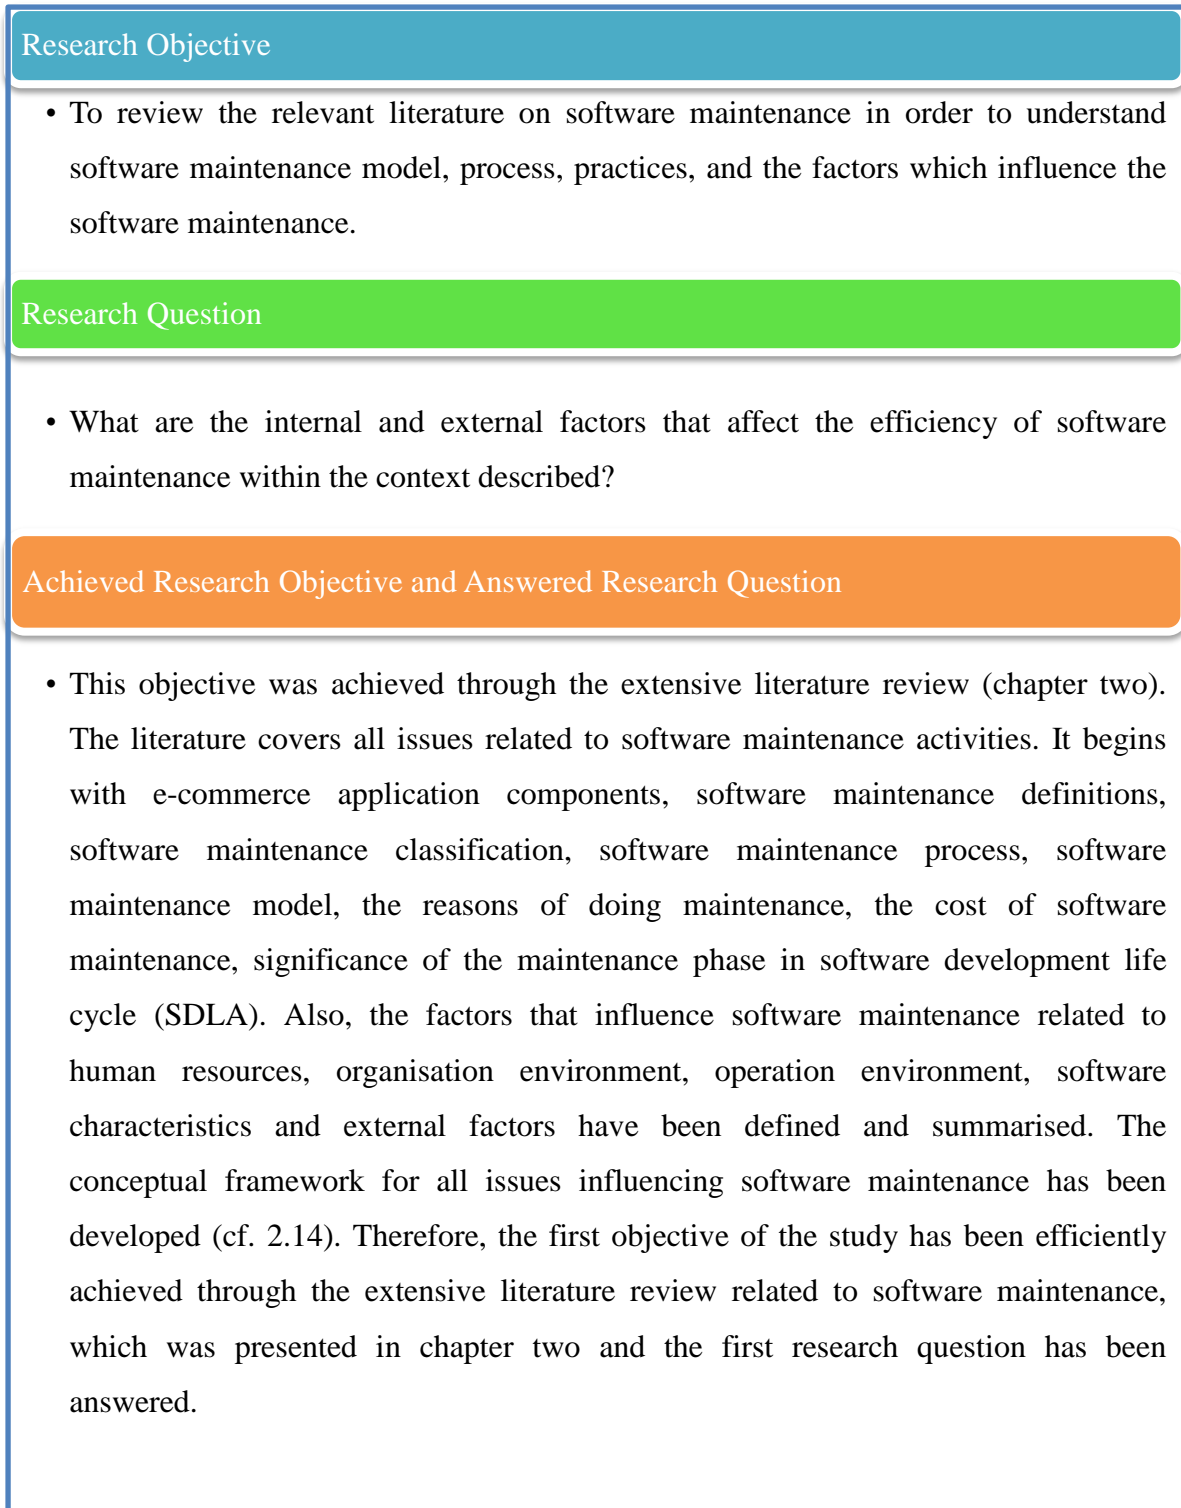 Research Objective
• To review the relevant literature on software maintenance in order to understand
software maintenance model, process, practices, and the factors which influence the
software maintenance.
Research Question
• What are the internal and external factors that affect the efficiency of software
maintenance within the context described?
Achieved Research Objective and Answered Research Question
• This objective was achieved through the extensive literature review (chapter two).
The literature covers all issues related to software maintenance activities. It begins
with e-commerce application components, software maintenance definitions,
software maintenance classification, software maintenance process, software
maintenance model, the reasons of doing maintenance, the cost of software
maintenance, significance of the maintenance phase in software development life
cycle (SDLA). Also, the factors that influence software maintenance related to
human resources, organisation environment, operation environment, software
characteristics and external factors have been defined and summarised. The
conceptual framework for all issues influencing software maintenance has been
developed (cf. 2.14). Therefore, the first objective of the study has been efficiently
achieved through the extensive literature review related to software maintenance,
which was presented in chapter two and the first research question has been
answered.